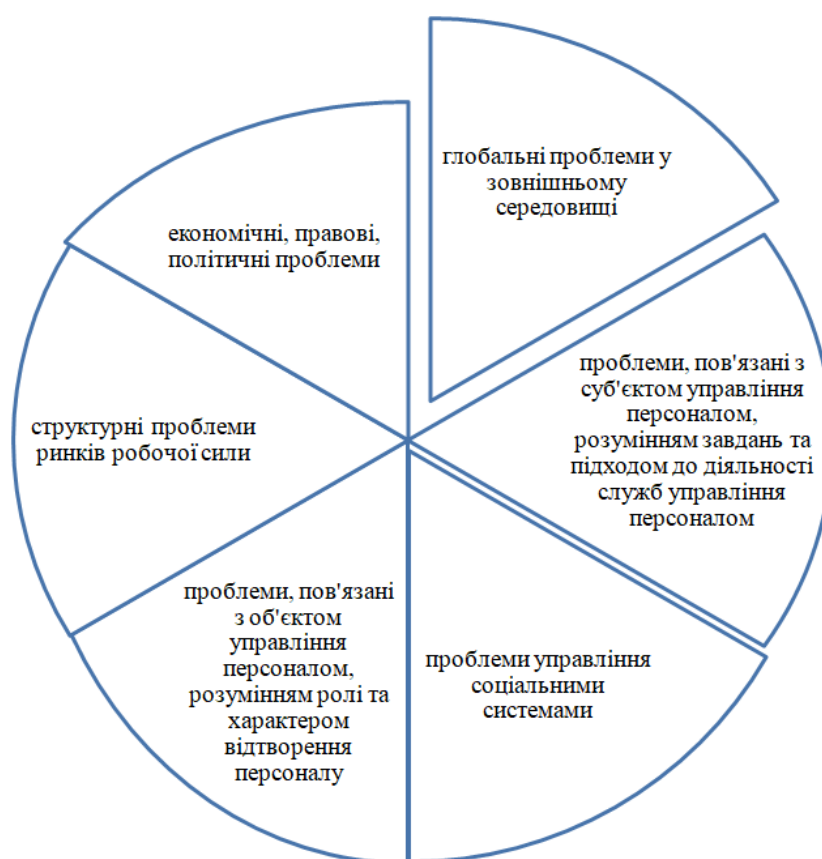 глобальні проблеми у
зовнішньому
середовищі
проблеми, пов'язані з
суб'єктом управління
персоналом,
розумінням завдань та
підходом до діяльності
служб управління
персоналом
проблеми управління
соціальними
системами
проблеми, пов'язані
з об'єктом
управління
персоналом,
розумінням ролі та
характером
відтворення
персоналу
структурні проблеми
ринків робочої сили
економічні, правові,
політичні проблеми